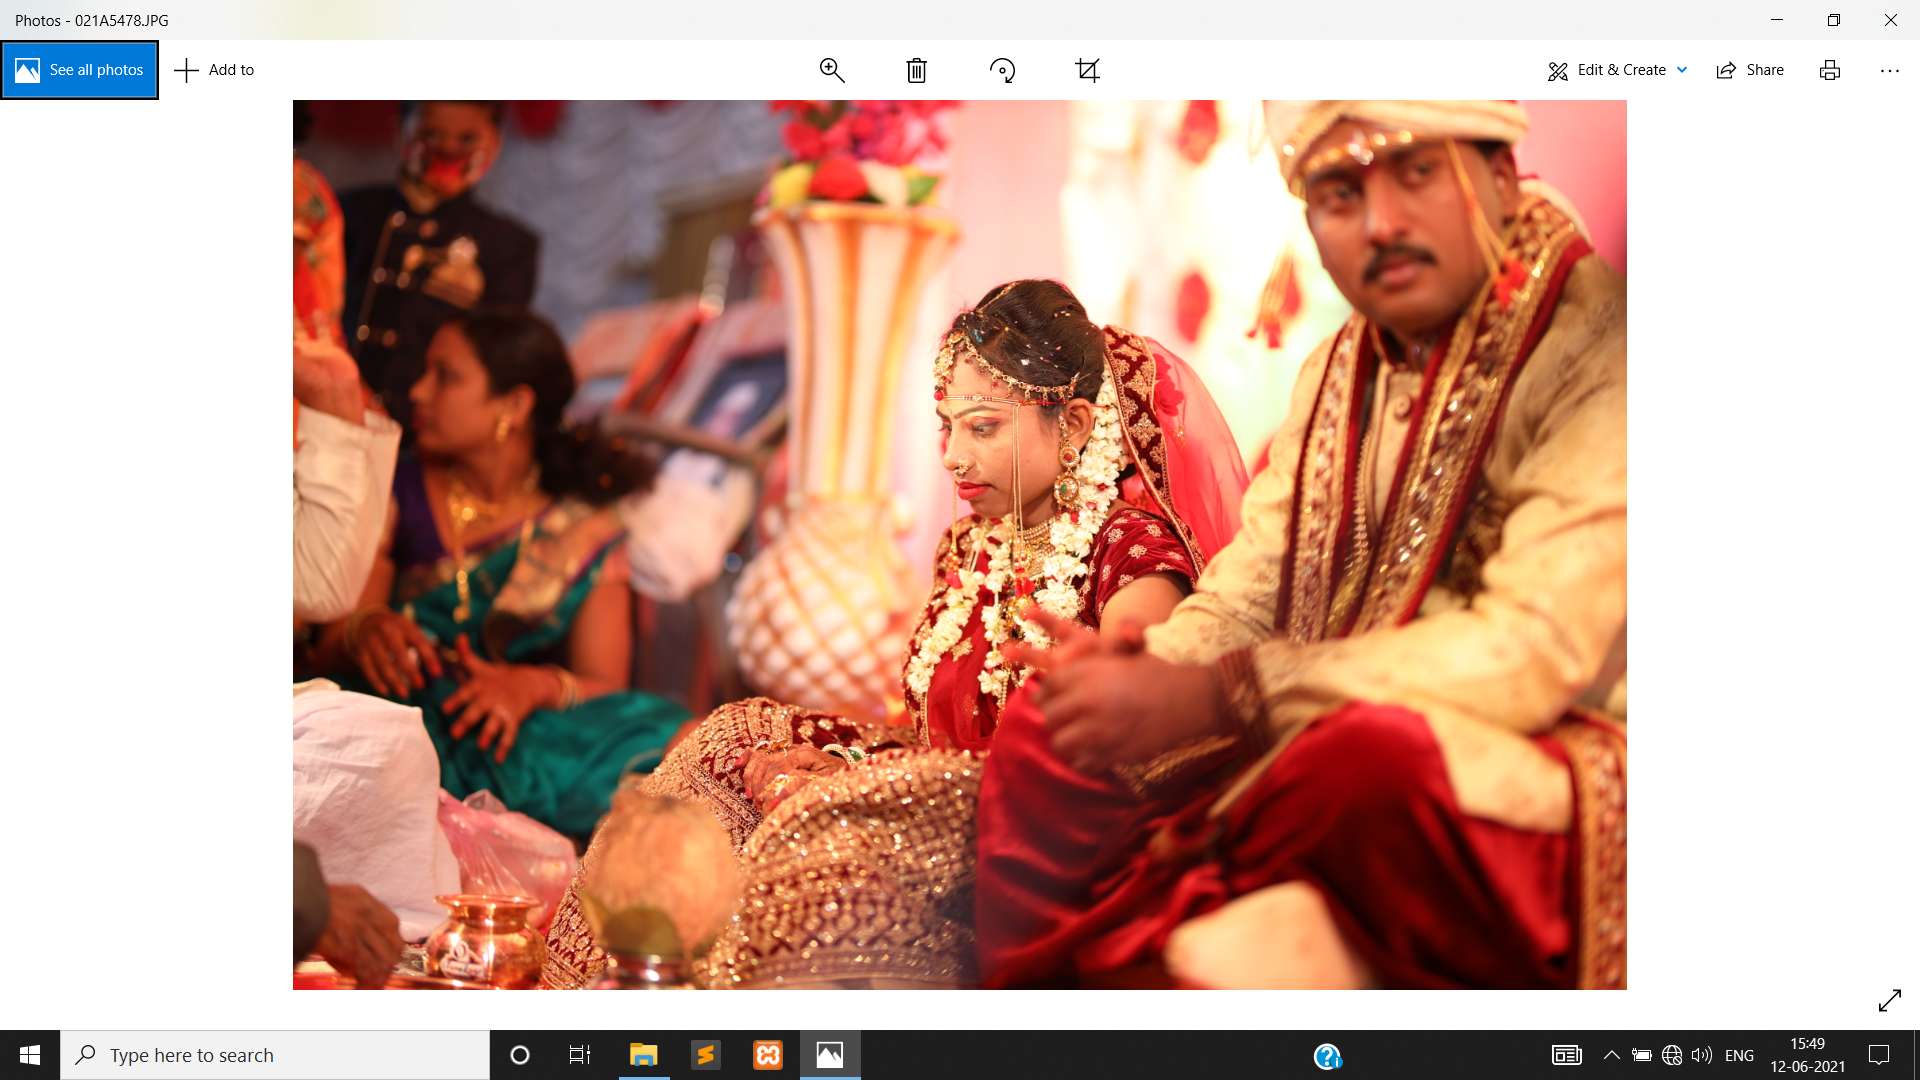 Photos - 021A5478.JPG
See all photos
Add to
Edit & Create
Share
Type here to search
ENG
15:49
12-06-2021